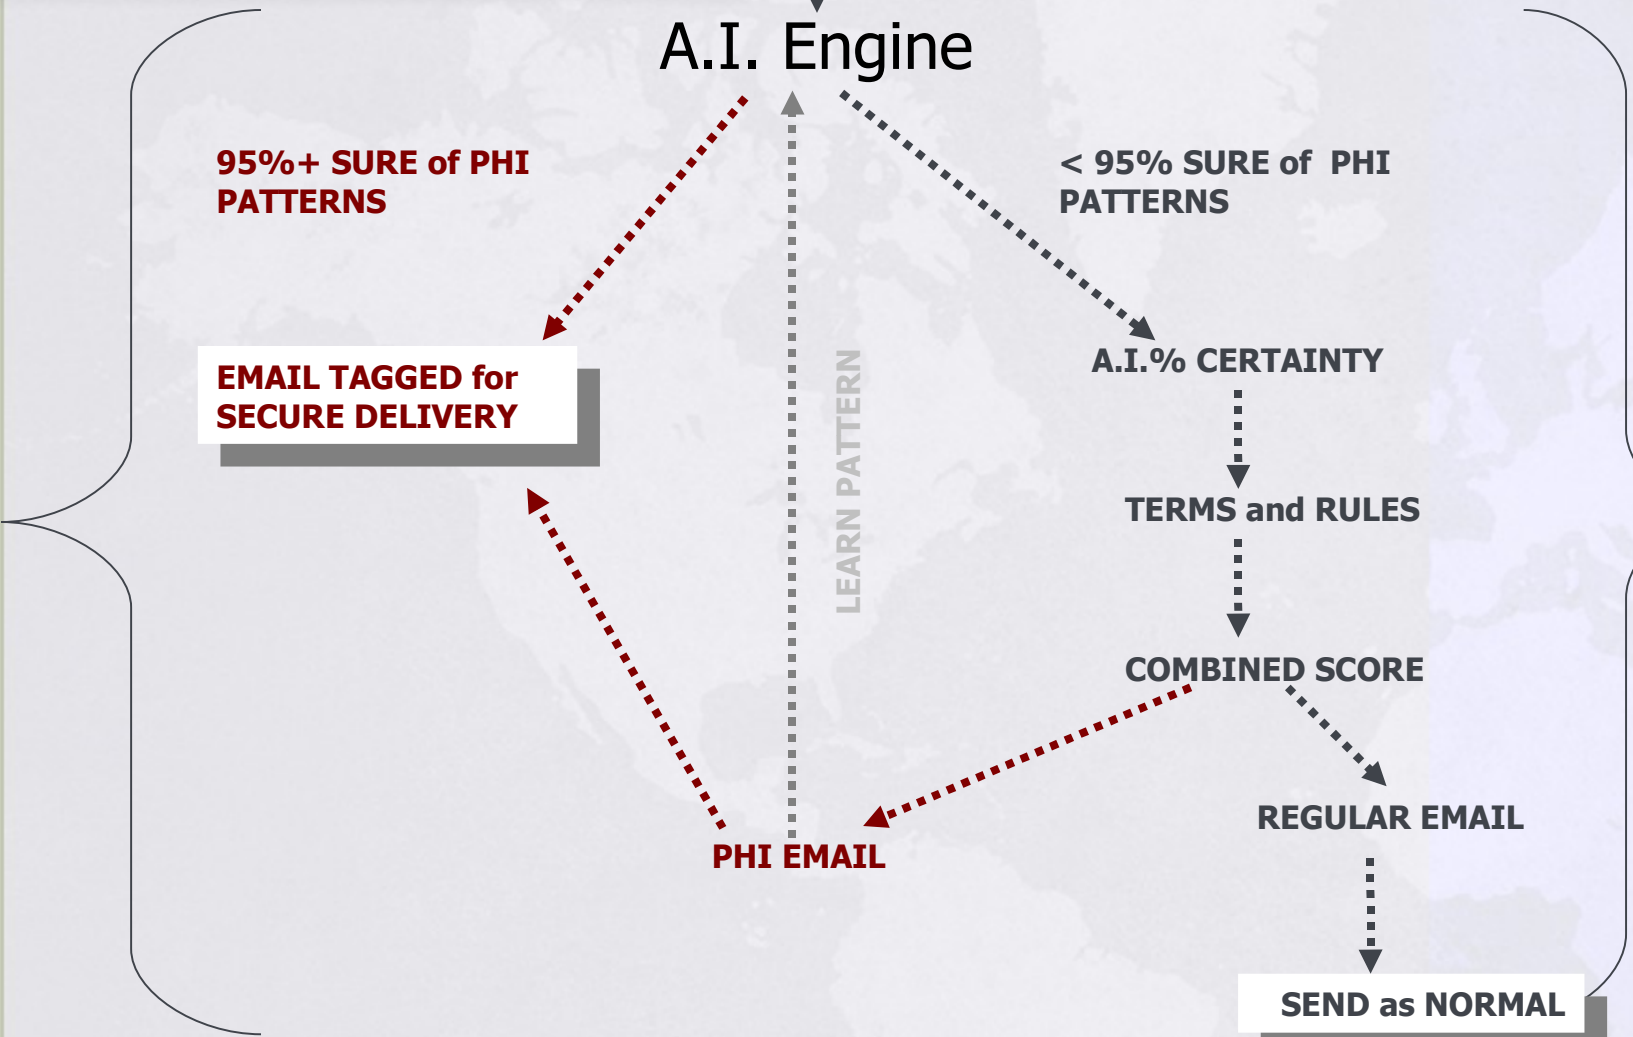 A.I. Engine
95%+ SURE of PHI
PATTERNS
< 95% SURE of PHI
PATTERNS
EMAIL TAGGED for
SECURE DELIVERY
LEARN PATTERN
A.I.% CERTAINTY
TERMS and RULES
COMBINED SCORE
REGULAR EMAIL
PHI EMAIL
SEND as NORMAL